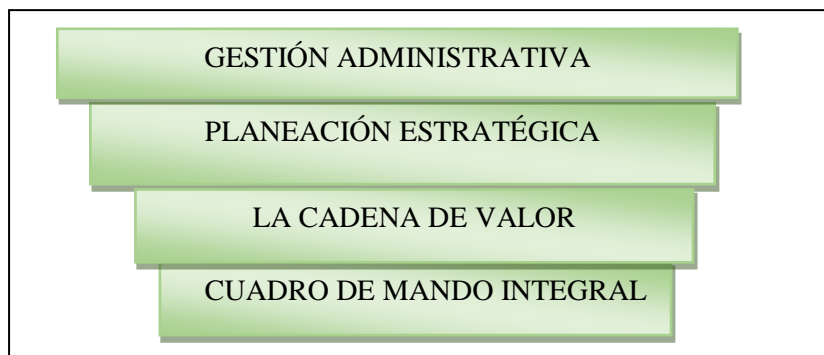 GESTIÓN ADMINISTRATIVA
PLANEACIÓN ESTRATÉGICA
LA CADENA DE VALOR
CUADRO DE MANDO INTEGRAL